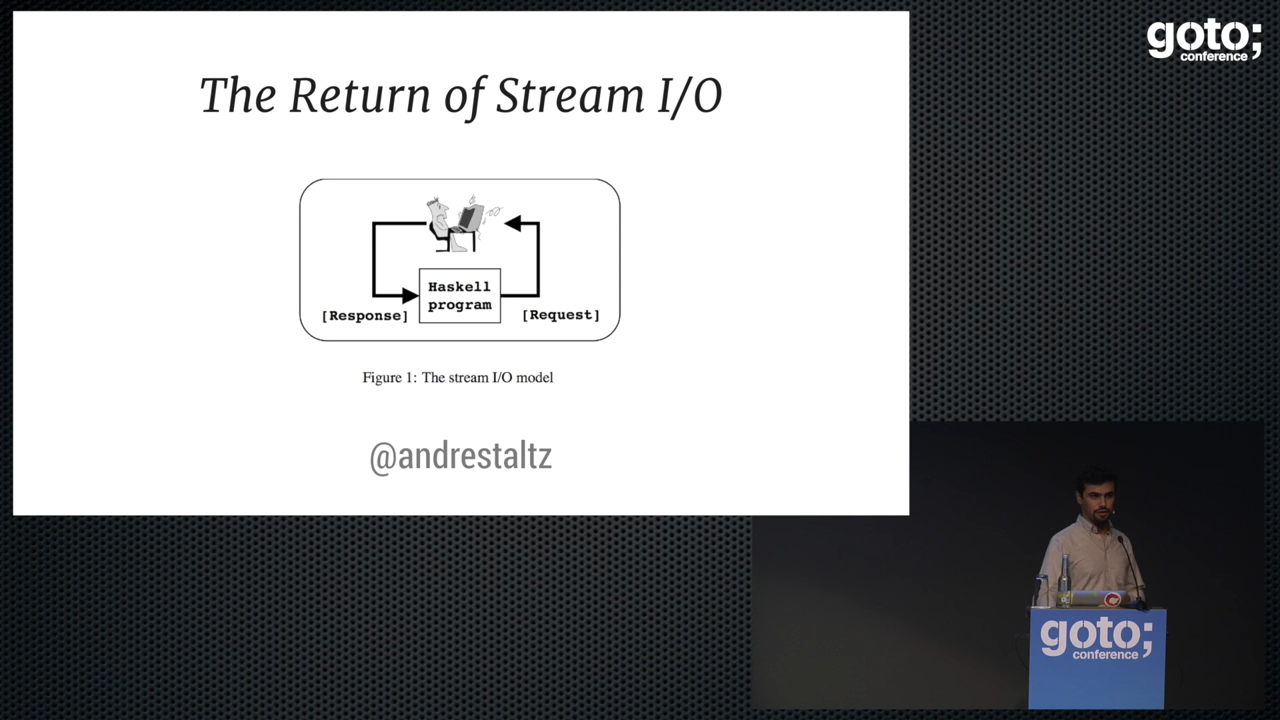 The Return of Stream I/O
Haskell
program
[Response]
[Request]
Figure 1: The stream I/O model
@andrestaltz
goto;
conference
goto;
conference